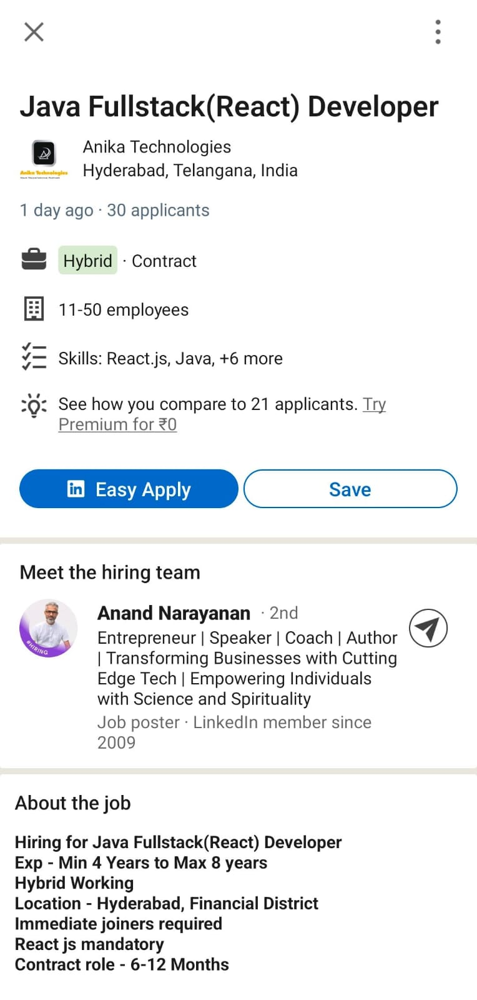 Java Fullstack(React) Developer
Anika Technologies
Hyderabad, Telangana, India
Anika Technologies
1 day ago · 30 applicants
Hybrid · Contract
11-50 employees
Skills: React.js, Java, +6 more
See how you compare to 21 applicants. Try
Premium for ₹0
in Easy Apply
Save
Meet the hiring team
Anand Narayanan · 2nd
Entrepreneur | Speaker | Coach | Author
| Transforming Businesses with Cutting
Edge Tech | Empowering Individuals
with Science and Spirituality
Job poster · LinkedIn member since
2009
#HIRING
About the job
Hiring for Java Fullstack(React) Developer
Exp - Min 4 Years to Max 8 years
Hybrid Working
Location - Hyderabad, Financial District
Immediate joiners required
React js mandatory
Contract role - 6-12 Months